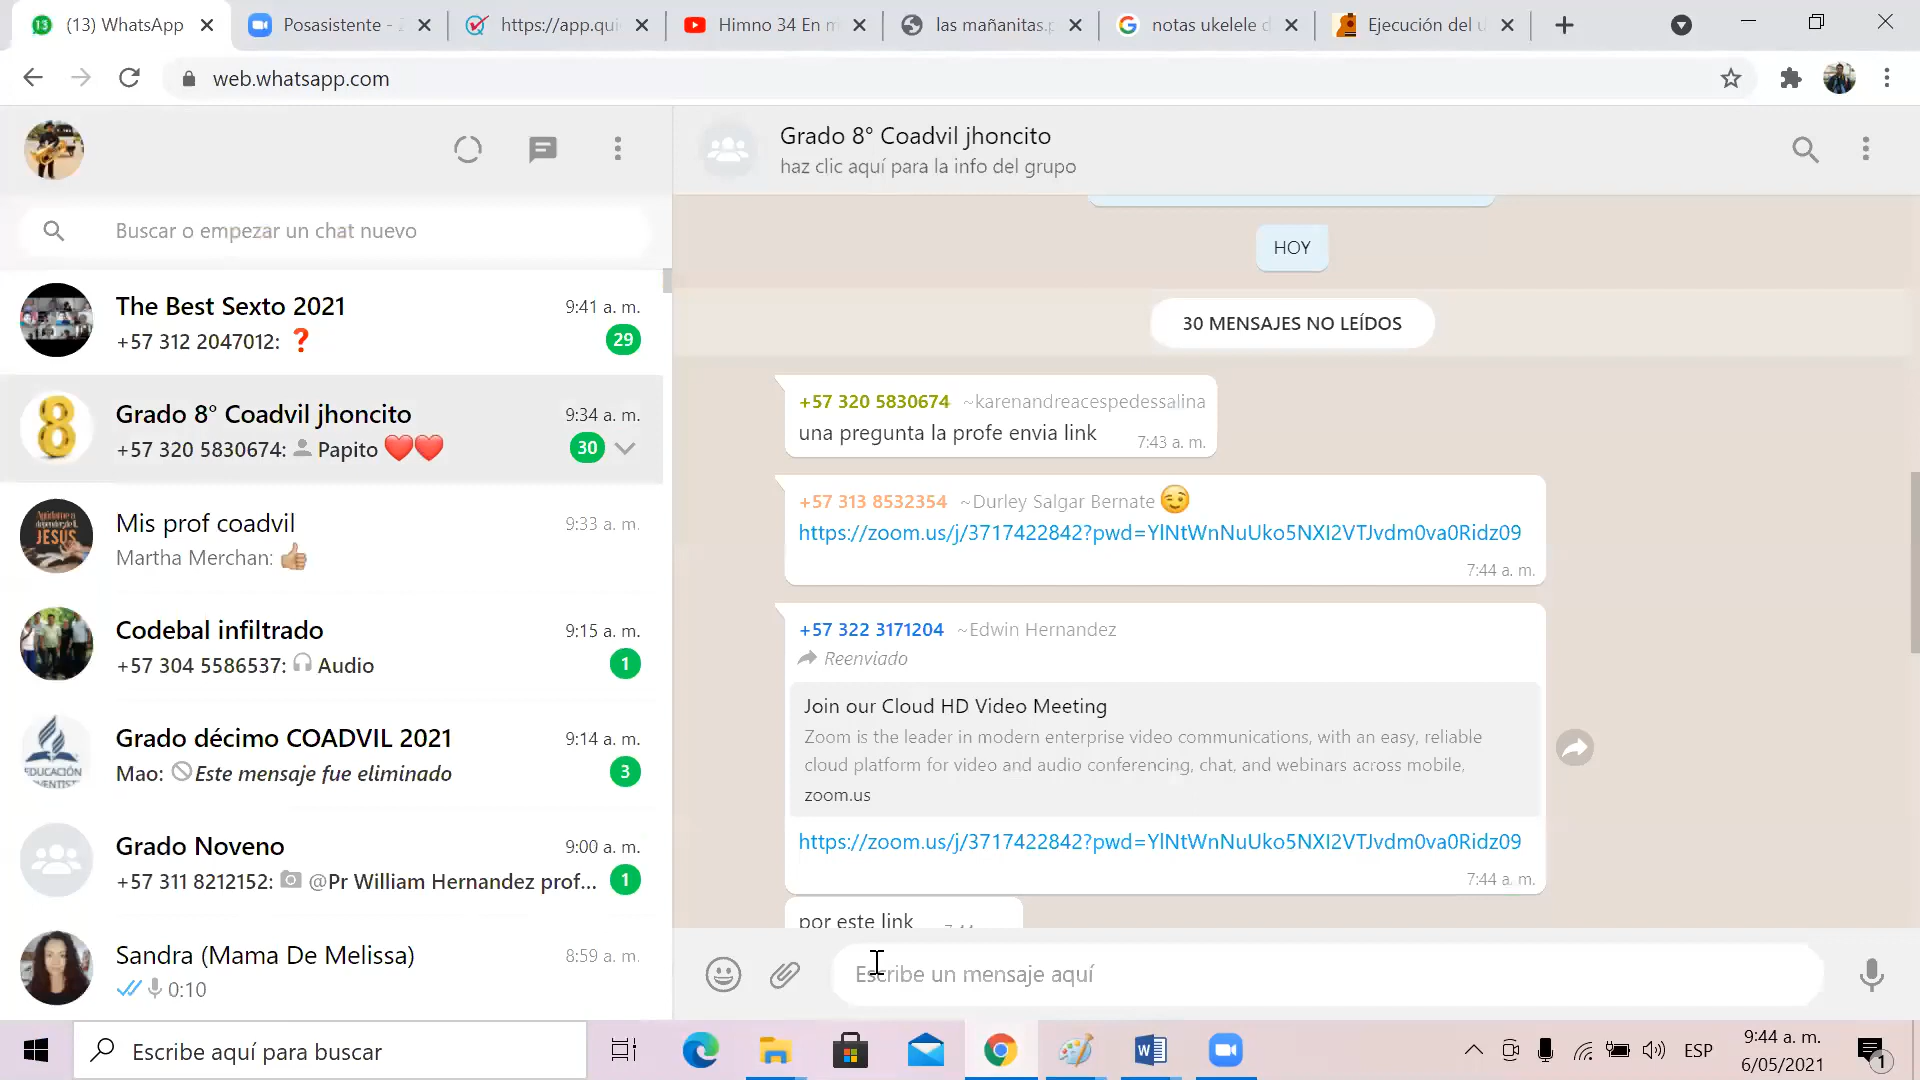 (13) WhatsApp
Posasistente -
https://app.qui
Himno 34 En m
las mañanitas.p
notas ukelele d
Ejecución del u
web.whatsapp.com
Grado 8° Coadvil jhoncito
haz clic aquí para la info del grupo
Buscar o empezar un chat nuevo
The Best Sexto 2021
9:41 a. m.
+57 312 2047012: ❓
29
Grado 8° Coadvil jhoncito
9:34 a. m.
+57 320 5830674: Papito ❤️❤️
30
Mis prof coadvil
9:33 a. m.
Martha Merchan: 👍🏼
JESÚS
Codebal infiltrado
9:15 a. m.
+57 304 5586537: Audio
1
Grado décimo COADVIL 2021
9:14 a. m.
Mao: Este mensaje fue eliminado
3
EDUCACIÓN
Grado Noveno
9:00 a. m.
+57 311 8212152: @Pr William Hernandez prof...
1
Sandra (Mama De Melissa)
8:59 a. m.
0:10
HOY
30 MENSAJES NO LEÍDOS
+57 320 5830674 ~karenandreacespedessalina
una pregunta la profe envia link
7:43 a. m.
+57 313 8532354 ~Durley Salgar Bernate 😉
https://zoom.us/j/3717422842?pwd=YlNtWnNuUko5NXI2VTJvdm0va0Ridz09
7:44 a. m.
+57 322 3171204 ~Edwin Hernandez
Reenviado
Join our Cloud HD Video Meeting
Zoom is the leader in modern enterprise video communications, with an easy, reliable
cloud platform for video and audio conferencing, chat, and webinars across mobile,
zoom.us
https://zoom.us/j/3717422842?pwd=YlNtWnNuUko5NXI2VTJvdm0va0Ridz09
7:44 a. m.
por este link
Escribe un mensaje aquí
Escribe aquí para buscar
ESP
9:44 a. m.
6/05/2021
1